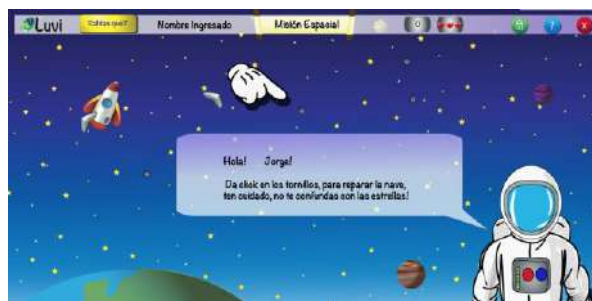 Luvi
Nombre Ingresado
Misión Espacial
0
?
x
Hola! Jorge!
Da click en los tornillos, para reparar la nave,
ten cuidado, no te confundas con las estrellas!